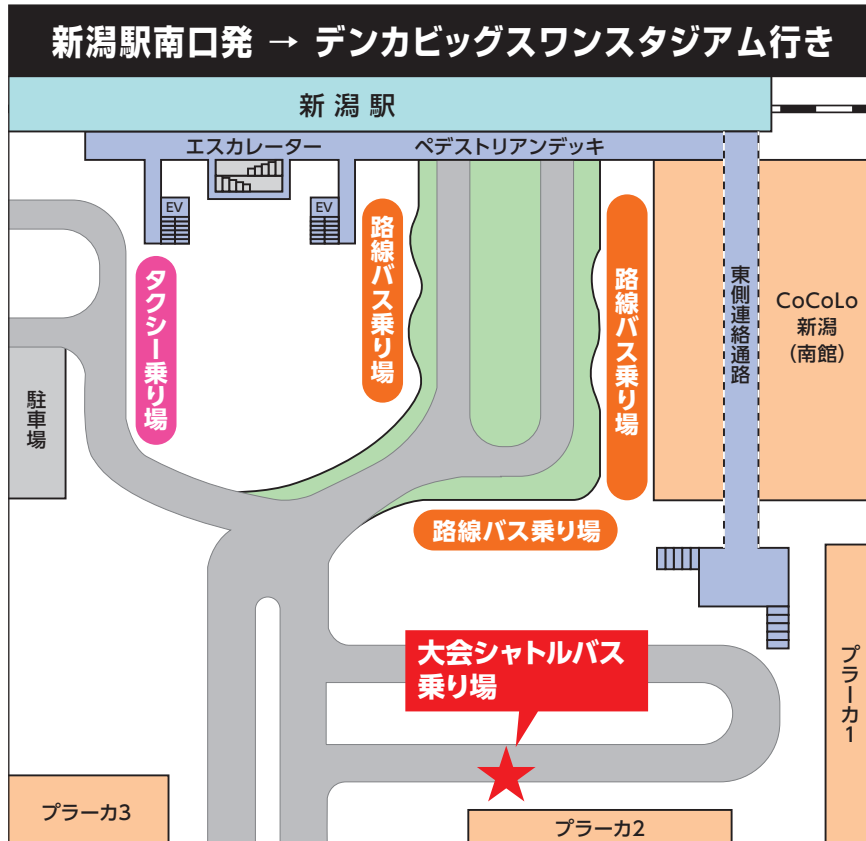 新潟駅南口発 → デンカビッグスワンスタジアム行き
新潟駅
エスカレーター
ペデストリアンデッキ
EV
EV
タクシー乗り場
路線バス乗り場
路線バス乗り場
東側連絡通路
CoCoLo
新潟
(南館)
駐車場
路線バス乗り場
大会シャトルバス
乗り場
プラーカ1
プラーカ3
プラーカ2